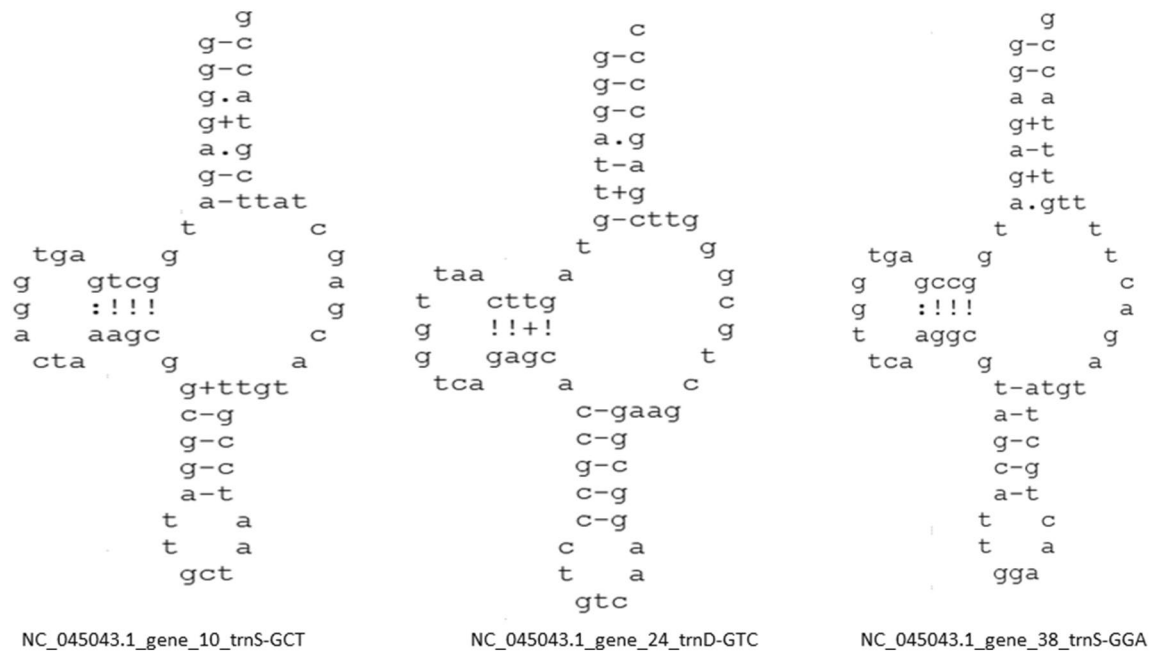 g
g-c
g-c
g.a
g+t
a.g
g-c
a-ttat
t c
tga g g
g gtcg a
g :!!! g
a aagc c
cta g a
g+ttgt
c-g
g-c
g-c
a-t
t a
t a
gct
NC_045043.1_gene_10_trnS-GCT
c
g-c
g-c
g-c
a.g
t-a
t+g
g-cttg
t g
taa a g
t cttg c
g !!+! g
g gagc t
tca a c
c-gaag
c-g
g-c
c-g
c-g
c a
t a
gtc
NC_045043.1_gene_24_trnD-GTC
g
g-c
g-c
a a
g+t
a-t
g+t
a.gtt
t t
tga g t
g gccg c
g :!!! a
t aggc g
tca g a
t-atgt
a-t
g-c
c-g
a-t
t c
t a
gga
NC_045043.1_gene_38_trnS-GGA